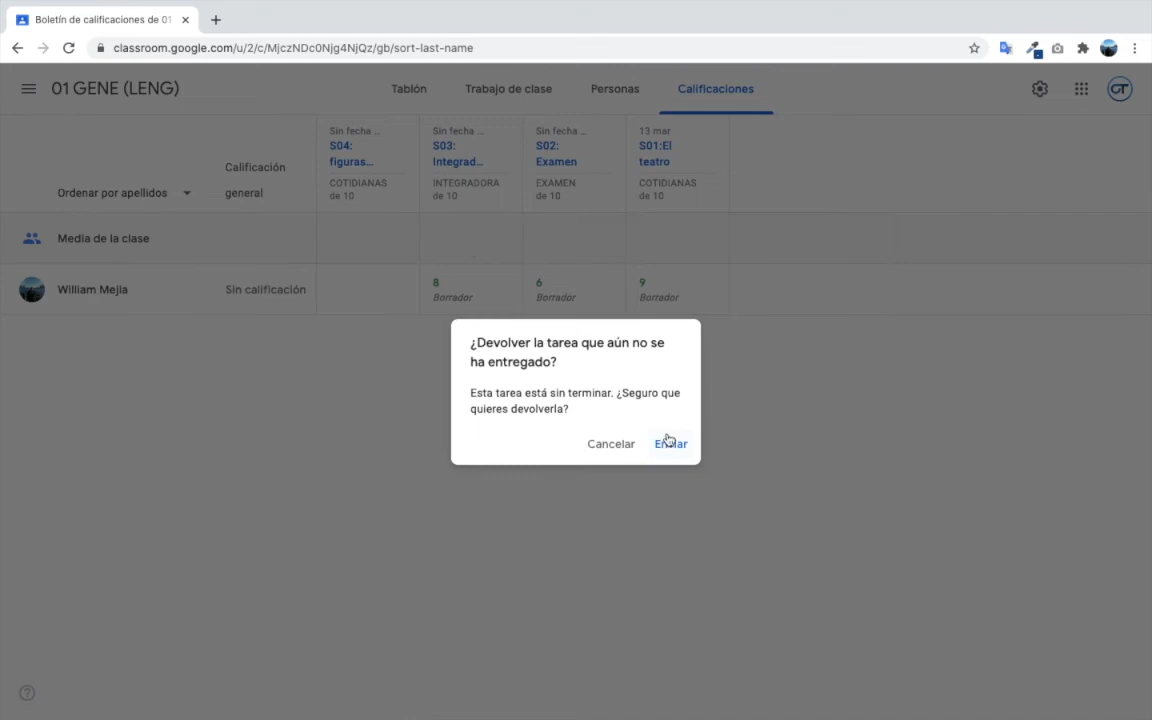 Boletín de calificaciones de 01
classroom.google.com/u/2/c/MjczNDc0Njg4NjQz/gb/sort-last-name
01 GENE (LENG)
Tablón
Trabajo de clase
Personas
Calificaciones
GT
Ordenar por apellidos
Calificación
general
Sin fecha ...
S04:
figuras...
COTIDIANAS
de 10
Sin fecha ...
S03:
Integrad...
INTEGRADORA
de 10
Sin fecha ...
S02:
Examen
EXAMEN
de 10
13 mar
S01:El
teatro
COTIDIANAS
de 10
Media de la clase
William Mejia
Sin calificación
8
Borrador
6
Borrador
9
Borrador
¿Devolver la tarea que aún no se
ha entregado?
Esta tarea está sin terminar. ¿Seguro que
quieres devolverla?
Cancelar
Enviar